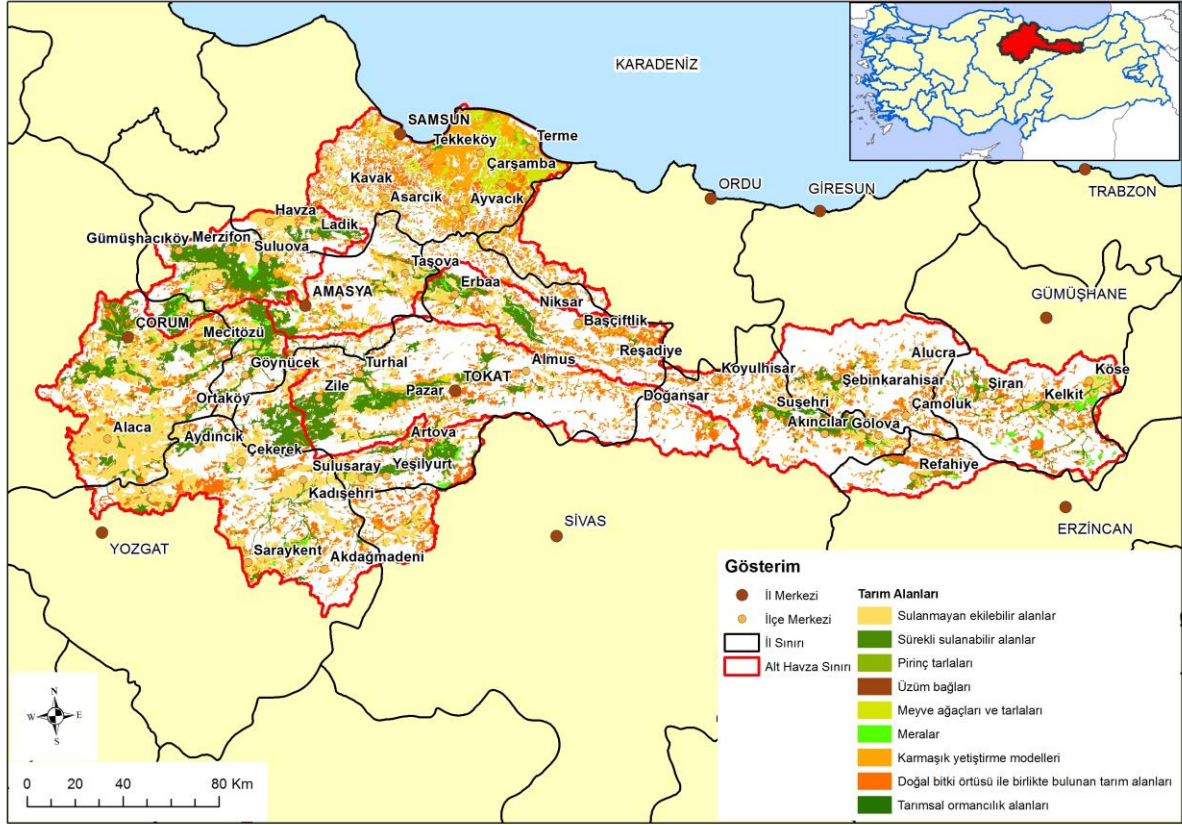 KARADENİZ
SAMSUN
Tekkeköy
Terme
Çarşamba
Kavak
Asarcık
Ayvacık
ORDU
GİRESUN
TRABZON
Havza
Ladik
Gümüşhacıköy
Merzifon
Suluova
Taşova
Erbaa
AMASYA
Niksar
Başçiftlik
GÜMÜŞHANE
ÇORUM
Mecitözü
Göynücek
Turhal
Almus
Reşadiye
Koyulhisar
Alucra
Köse
Zile
Pazar
TOKAT
Şebinkarahisar
Şiran
Kelkit
Ortaköy
Doğanşar
Suşehri
Çamoluk
Alaca
Aydıncık
Çekerek
Artova
Akıncılar
Gölova
Sulusaray
Yeşilyurt
Refahiye
Kadışehri
YOZGAT
SİVAS
ERZİNCAN
Saraykent
Akdağmadeni
Gösterim
İl Merkezi
İlçe Merkezi
İl Sınırı
Alt Havza Sınırı
Tarım Alanları
Sulanmayan ekilebilir alanlar
Sürekli sulanabilir alanlar
Pirinç tarlaları
Üzüm bağları
Meyve ağaçları ve tarlaları
Meralar
Karmaşık yetiştirme modelleri
Doğal bitki örtüsü ile birlikte bulunan tarım alanları
Tarımsal ormancılık alanları
N
W E
S
0 20 40 80 Km